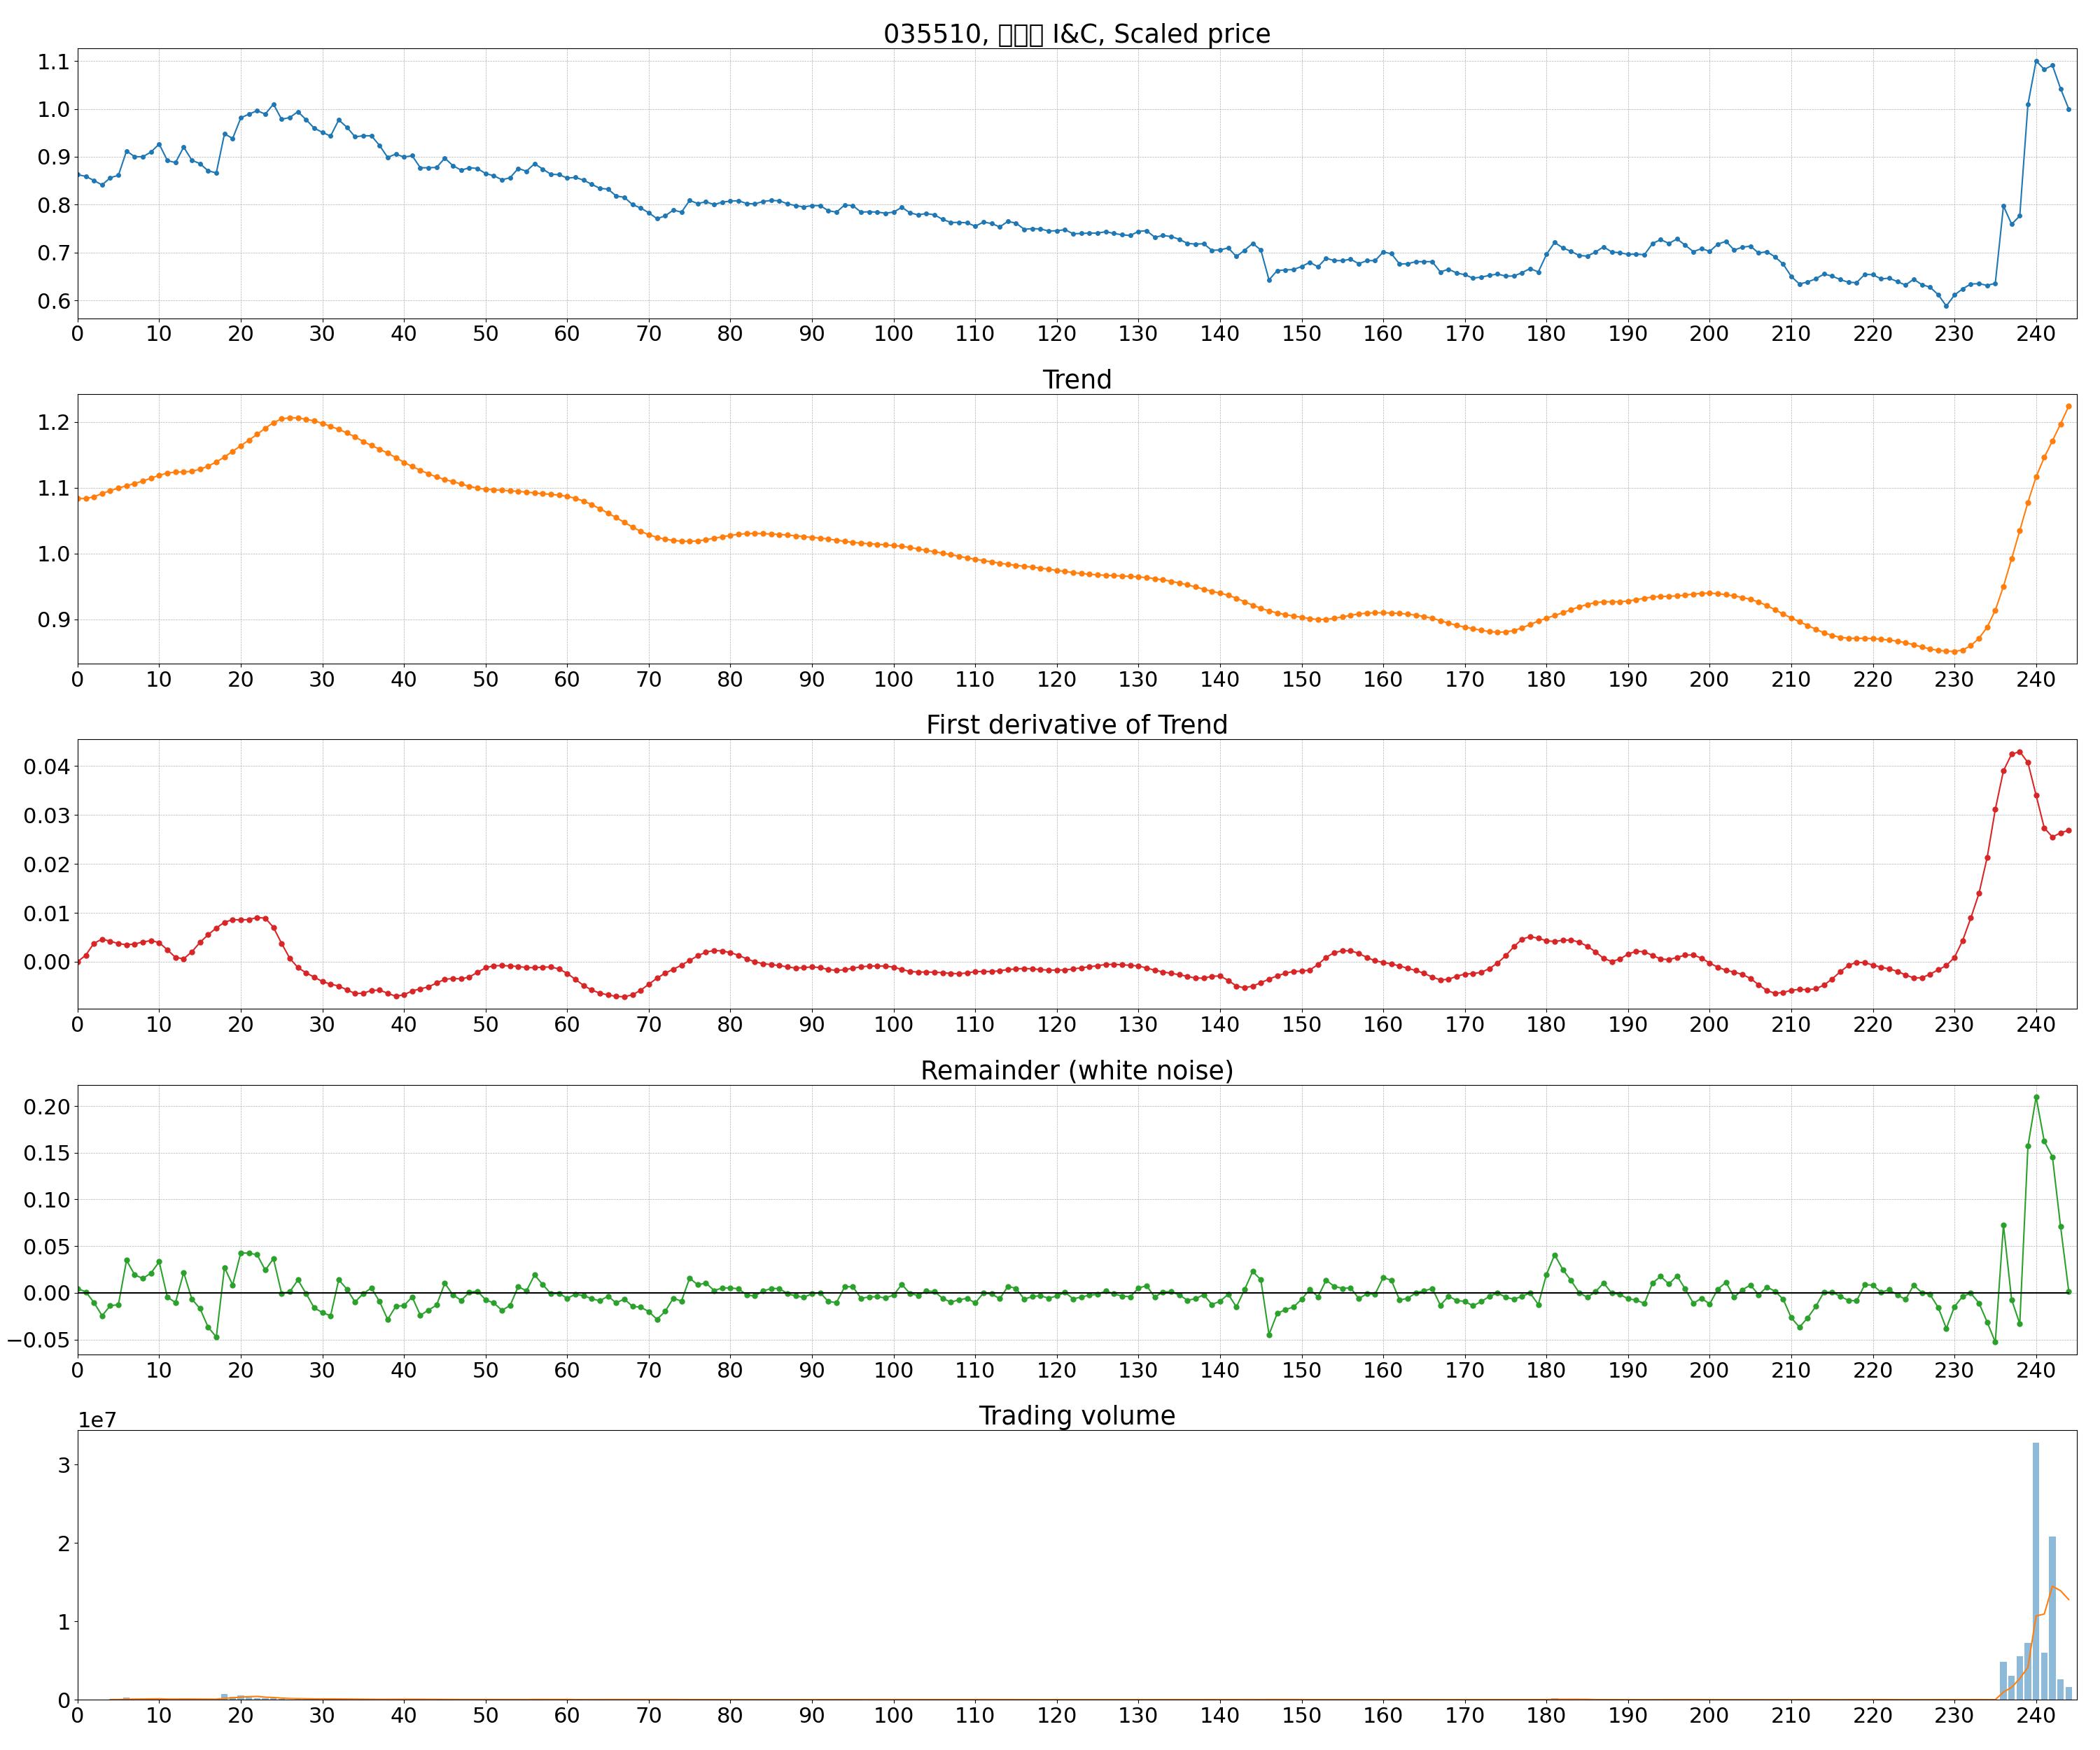 035510, I&C, Scaled price
1.1
1.0
0.9
0.8
0.7
0.6
0 10 20 30 40 50 60 70 80 90 100 110 120 130 140 150 160 170 180 190 200 210 220 230 240
Trend
1.2
1.1
1.0
0.9
0 10 20 30 40 50 60 70 80 90 100 110 120 130 140 150 160 170 180 190 200 210 220 230 240
First derivative of Trend
0.04
0.03
0.02
0.01
0.00
0 10 20 30 40 50 60 70 80 90 100 110 120 130 140 150 160 170 180 190 200 210 220 230 240
Remainder (white noise)
0.20
0.15
0.10
0.05
0.00
−0.05
0 10 20 30 40 50 60 70 80 90 100 110 120 130 140 150 160 170 180 190 200 210 220 230 240
Trading volume
1e7
3
2
1
0
0 10 20 30 40 50 60 70 80 90 100 110 120 130 140 150 160 170 180 190 200 210 220 230 240